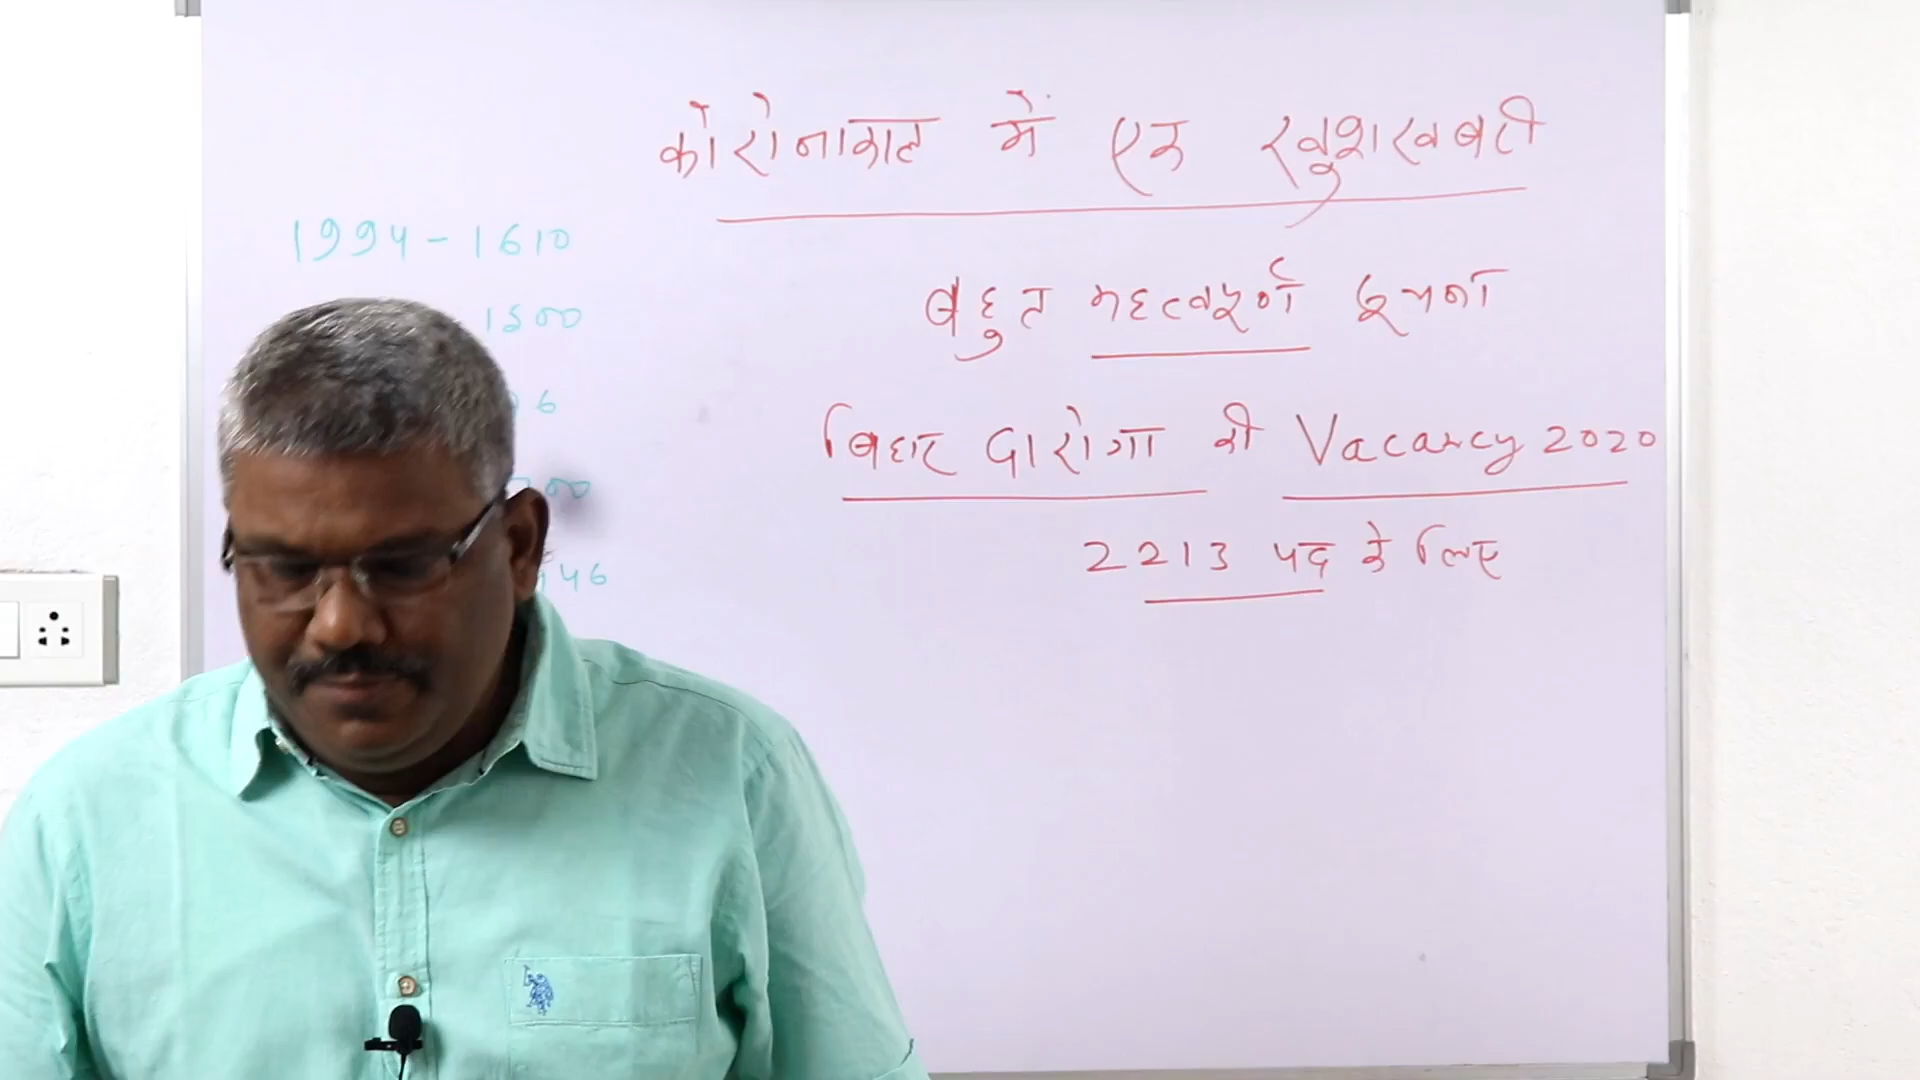 कोरोनाकाल में एक खुशखबरी
बहुत महत्वपूर्ण सूचना
बिहार दारोगा की Vacancy 2020
2213 पद के लिए
1994 - 1610
1500